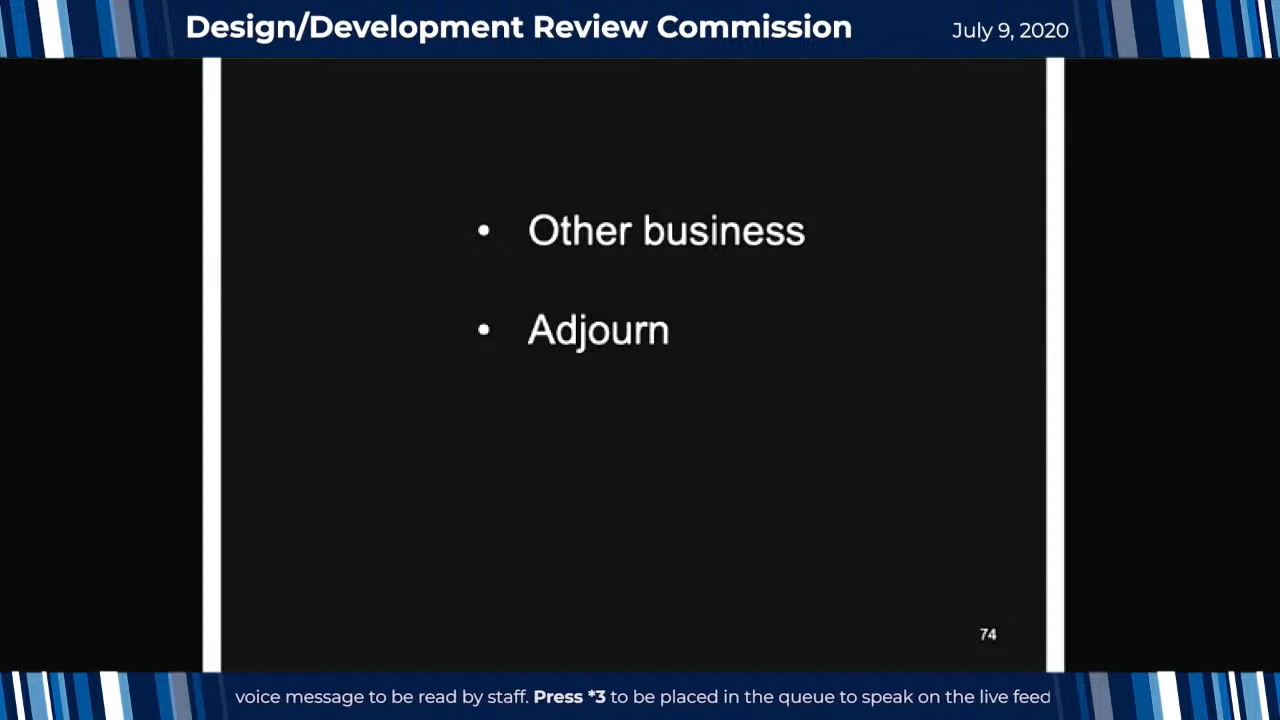 Design/Development Review Commission
July 9, 2020
• Other business
• Adjourn
74
voice message to be read by staff. Press *3 to be placed in the queue to speak on the live feed